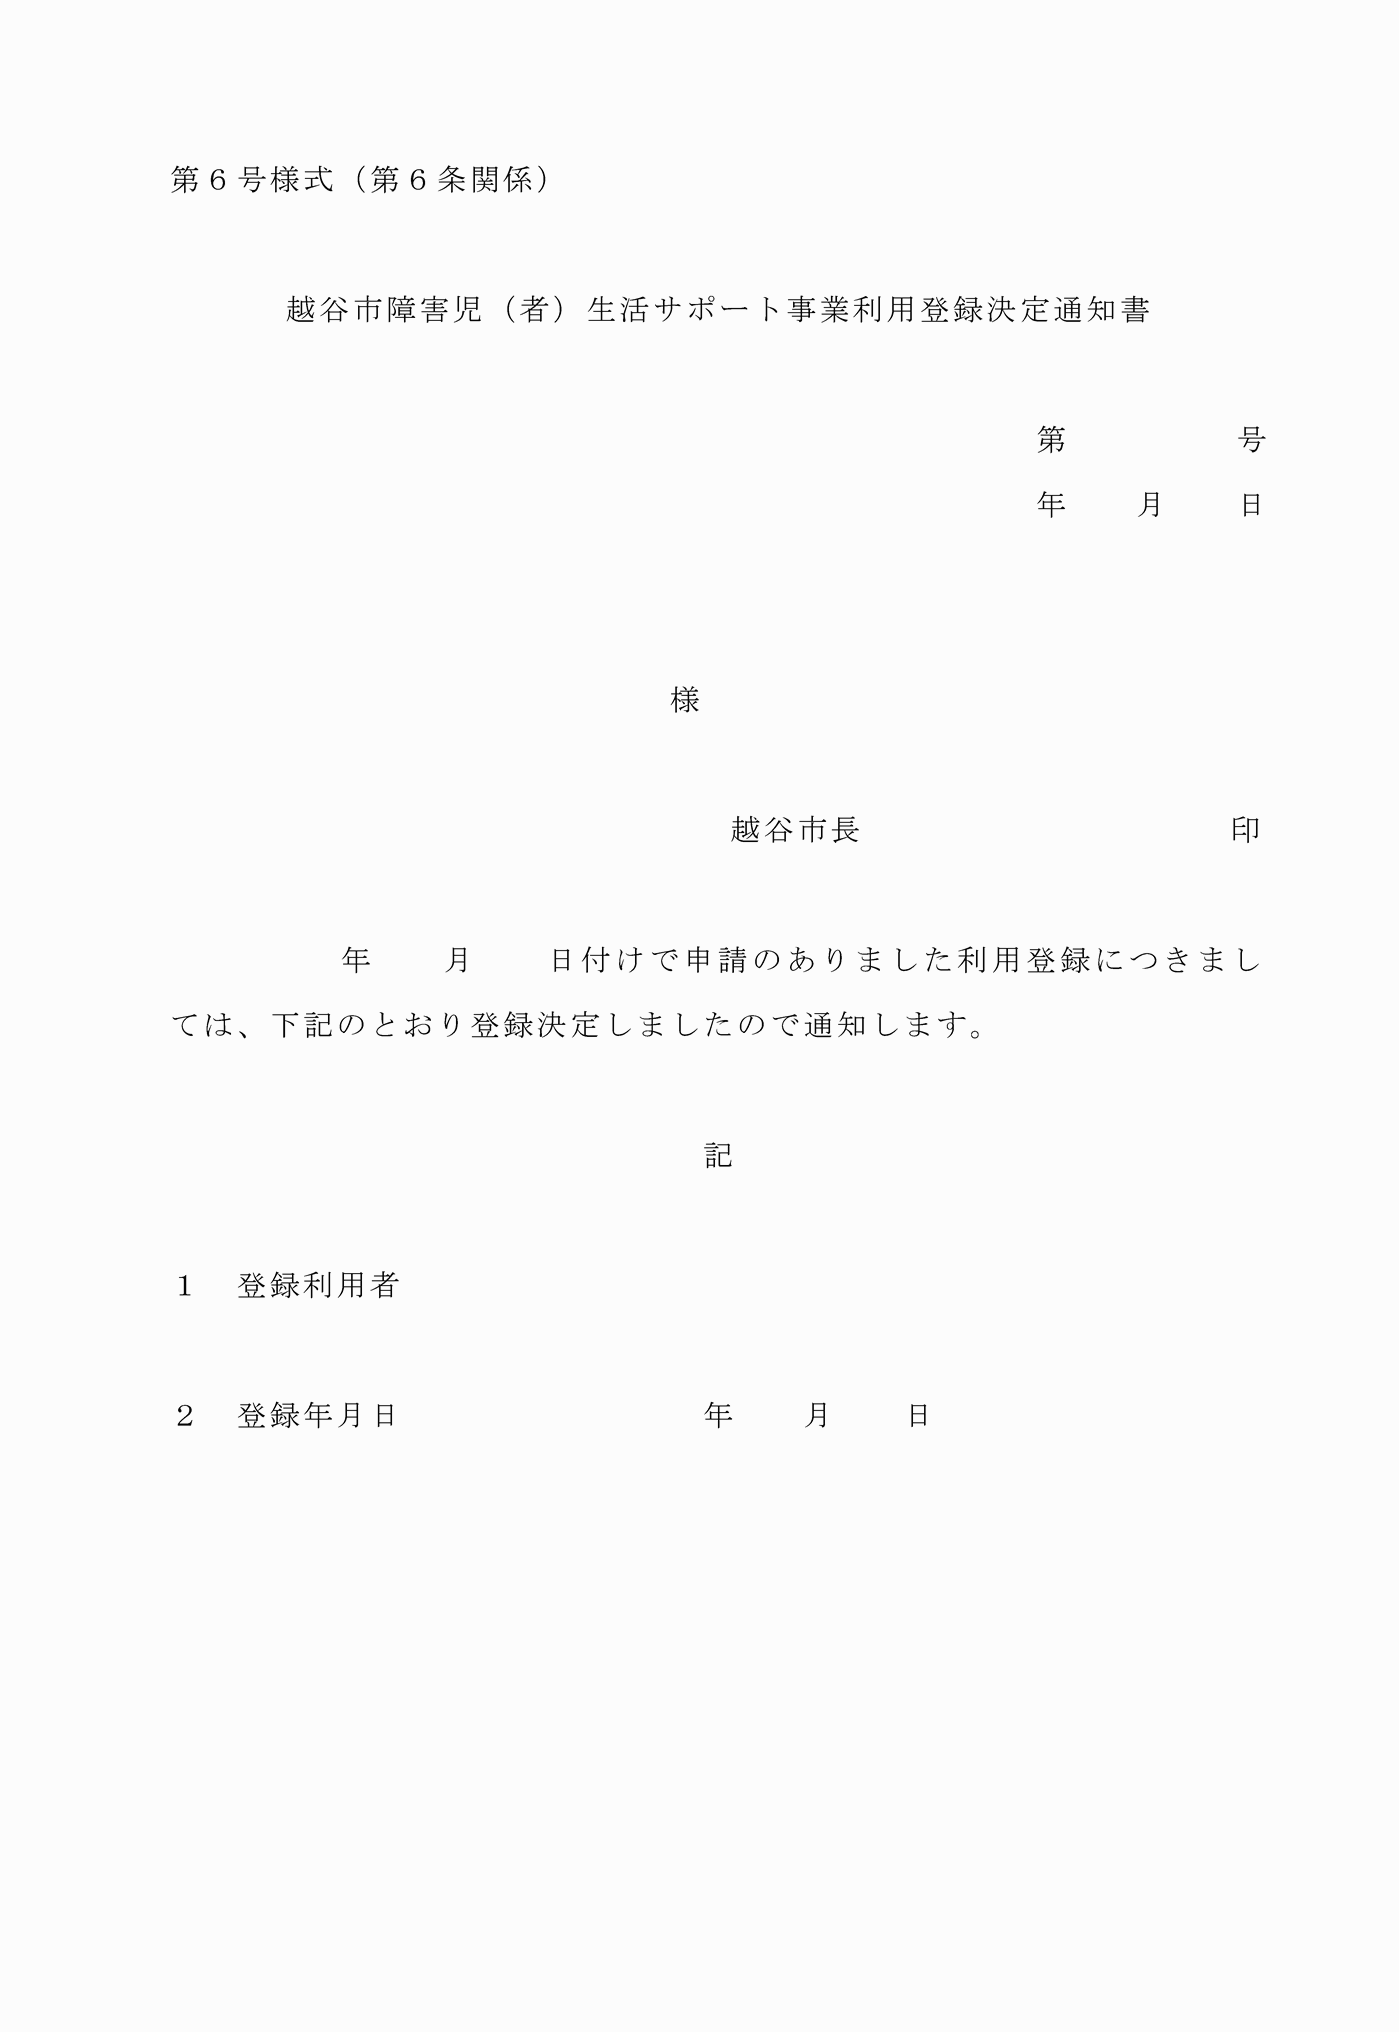 第６号様式（第６条関係）
越谷市障害児（者）生活サポート事業利用登録決定通知書
第　　　　　号
年　　月　　日
様
越谷市長　　　　　　　　　　　印
年　　月　　日付けで申請のありました利用登録につきまし
ては、下記のとおり登録決定しましたので通知します。
記
１　登録利用者
２　登録年月日　　　　　　　　　年　　月　　日